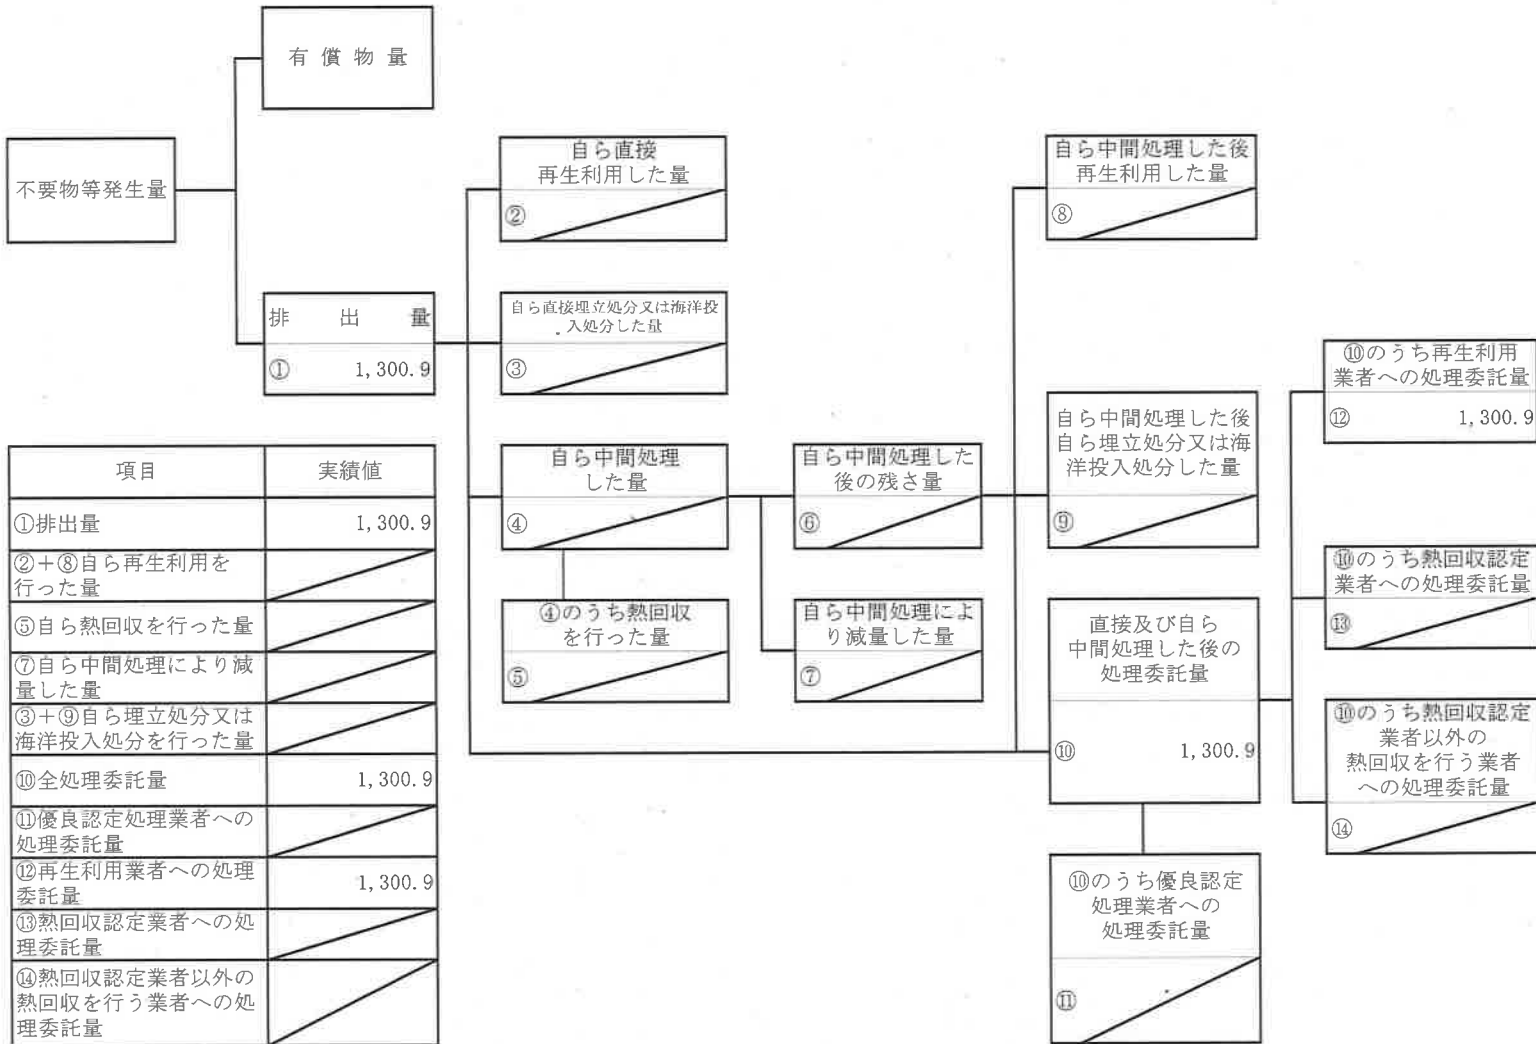 有償物量
不要物等発生量
排出量
① 1,300.9
自ら直接
再生利用した量
②
自ら直接埋立処分又は海洋投
入処分した量
③
自ら中間処理
した量
④
④のうち熱回収
を行った量
⑤
自ら中間処理した
後の残さ量
⑥
自ら中間処理によ
り減量した量
⑦
自ら中間処理した後
再生利用した量
⑧
自ら中間処理した後
自ら埋立処分又は海
洋投入処分した量
⑨
直接及び自ら
中間処理した後の
処理委託量
⑩ 1,300.9
⑩のうち優良認定
処理業者への
処理委託量
⑪
⑩のうち再生利用
業者への処理委託量
⑫ 1,300.9
⑩のうち熱回収認定
業者への処理委託量
⑬
⑩のうち熱回収認定
業者以外の
熱回収を行う業者
への処理委託量
⑭
項目 実績値
①排出量 1,300.9
②+⑧自ら再生利用を
行った量
⑤自ら熱回収を行った量
⑦自ら中間処理により減
量した量
③+⑨自ら埋立処分又は
海洋投入処分を行った量
⑩全処理委託量 1,300.9
⑪優良認定処理業者への
処理委託量
⑫再生利用業者への処理
委託量 1,300.9
⑬熱回収認定業者への処
理委託量
⑭熱回収認定業者以外の
熱回収を行う業者への処
理委託量